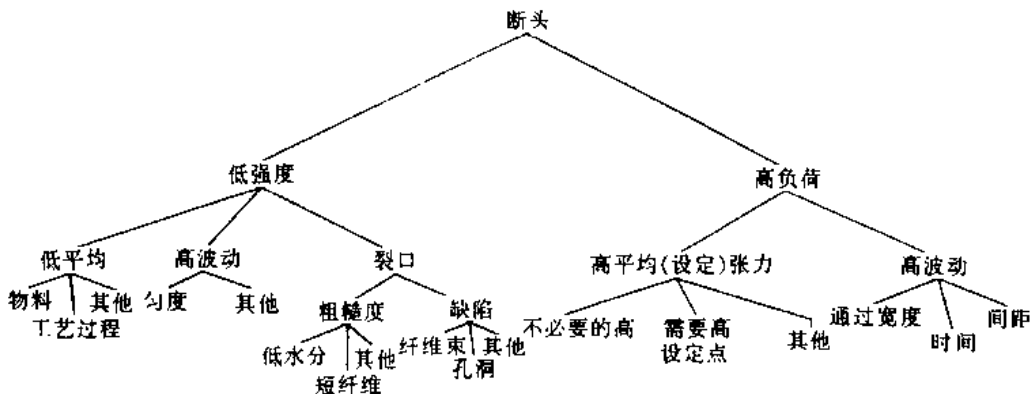 断头
低强度
高负荷
低平均
高波动
裂口
高平均(设定)张力
高波动
物料
工艺过程
其他
匀度
其他
粗糙度
缺陷
不必要的高
需要高
设定点
其他
通过宽度
时间
间距
低水分
短纤维
其他
纤维束
孔洞
其他